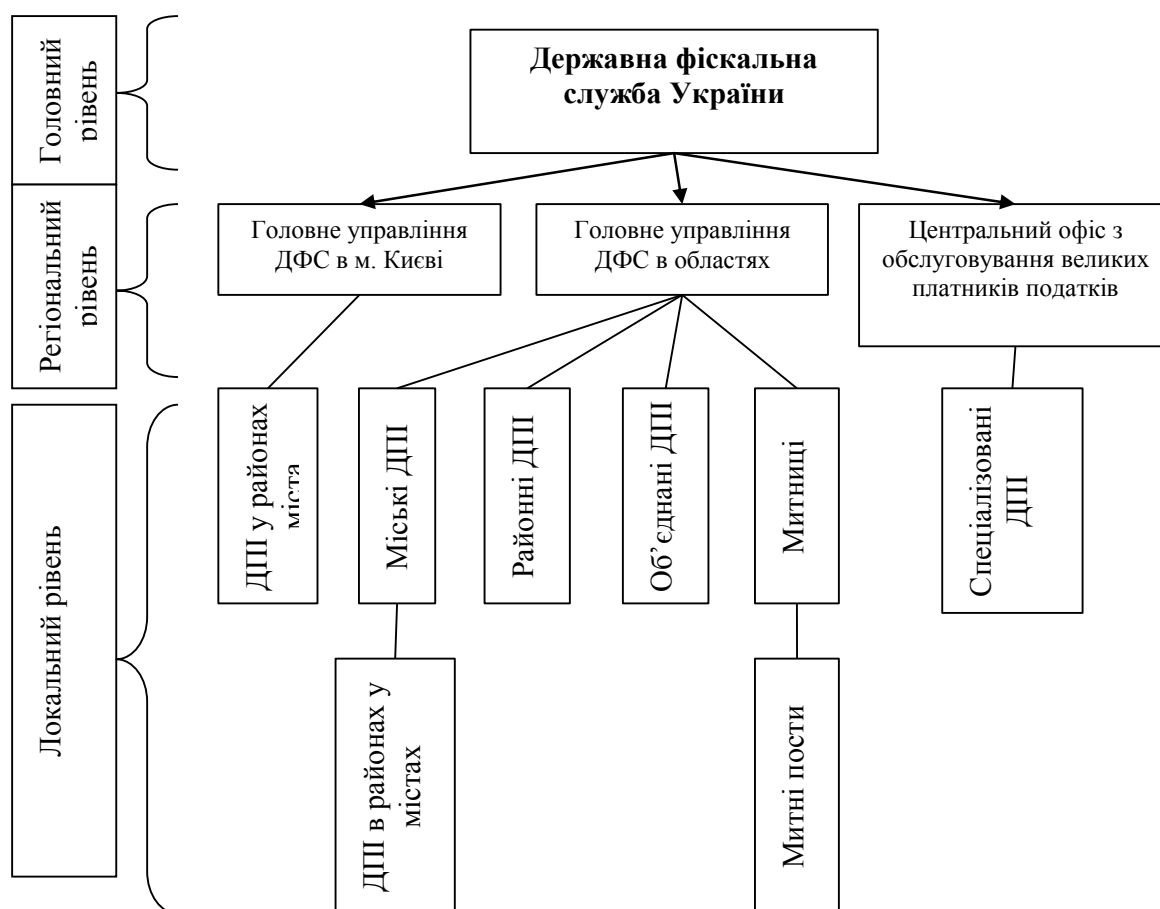 Головний
рівень
Державна фіскальна
служба України
Регіональний
рівень
Головне управління
ДФС в м. Києві
Головне управління
ДФС в областях
Центральний офіс з
обслуговування великих
платників податків
Локальний рівень
ДПІ у районах
міста
Міські ДПІ
Районні ДПІ
Об’єднані ДПІ
Митниці
Спеціалізовані
ДПІ
ДПІ в районах у
містах
Митні пости